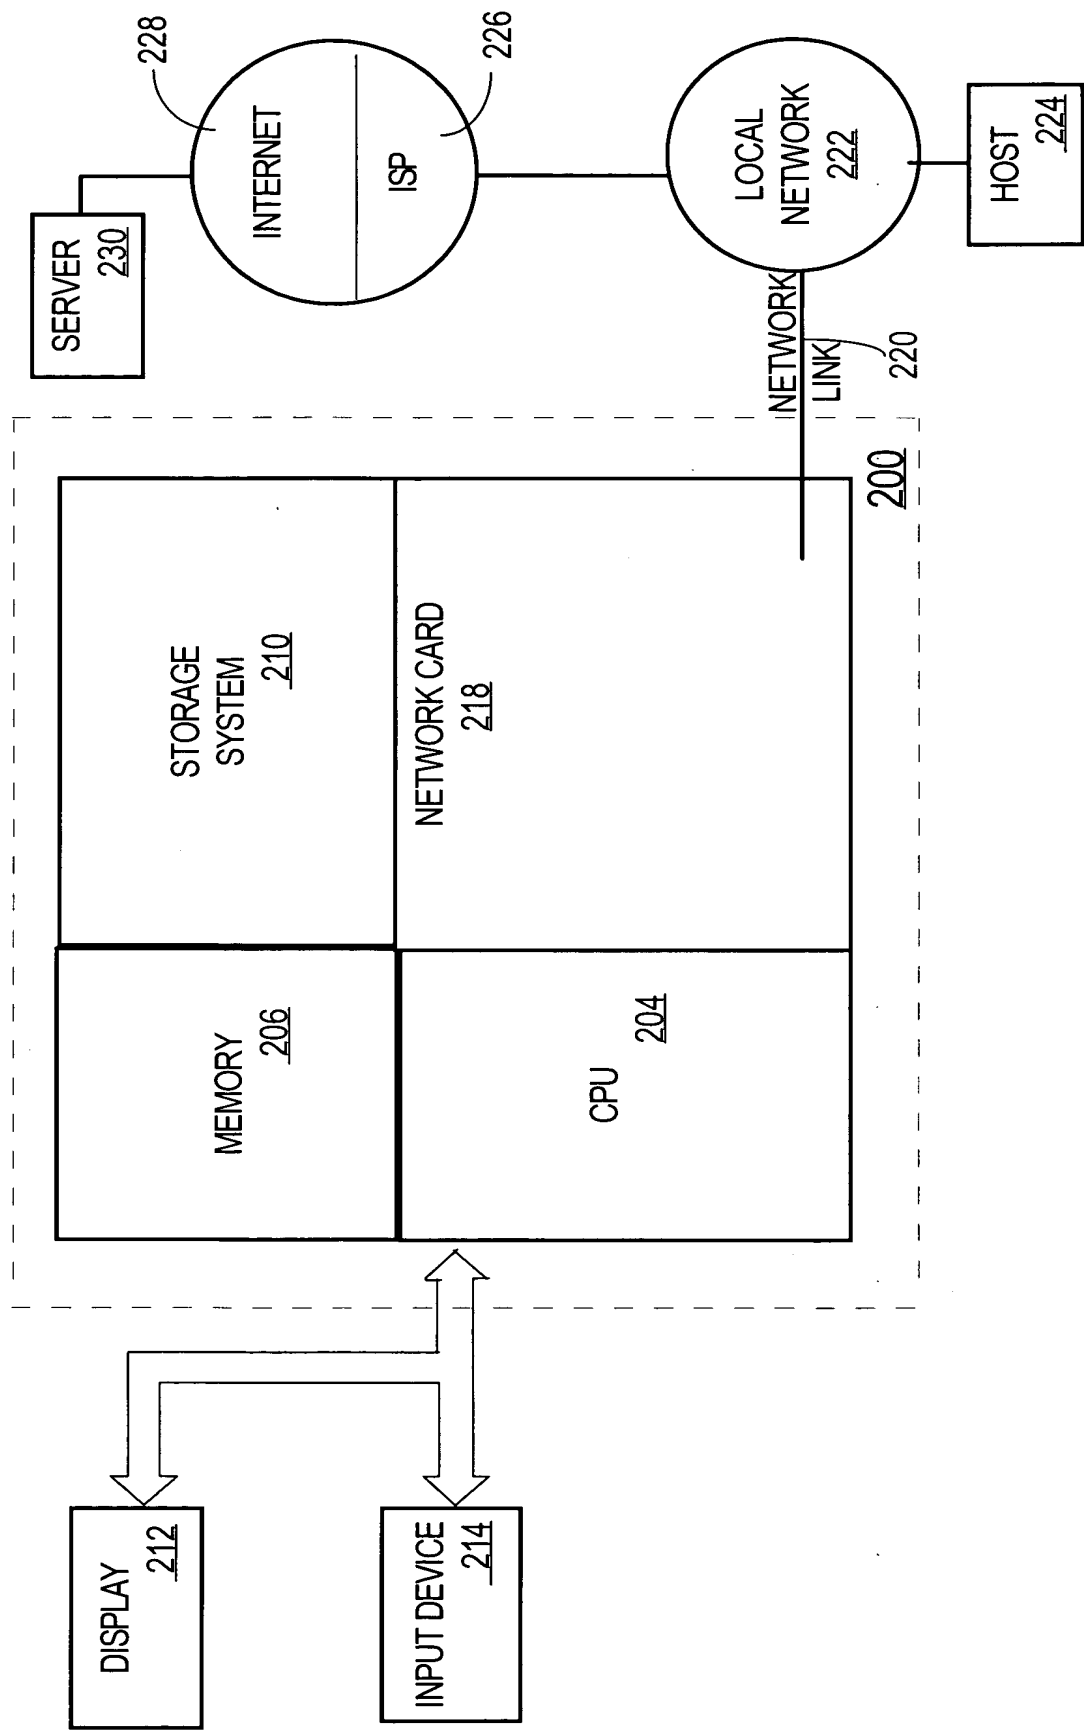 DISPLAY
212
INPUT DEVICE
214
MEMORY
206
STORAGE
SYSTEM
210
CPU
204
NETWORK CARD
218
200
NETWORK
LINK
220
SERVER
230
228
INTERNET
ISP
226
LOCAL
NETWORK
222
HOST
224